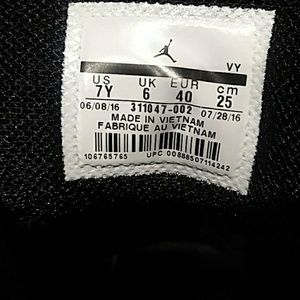 VY
US UK EUR cm
7Y 6 40 25
06/08/16 311047-002 07/28/16
MADE IN VIETNAM
FABRIQUE AU VIETNAM
106765765 UPC 00888507114242